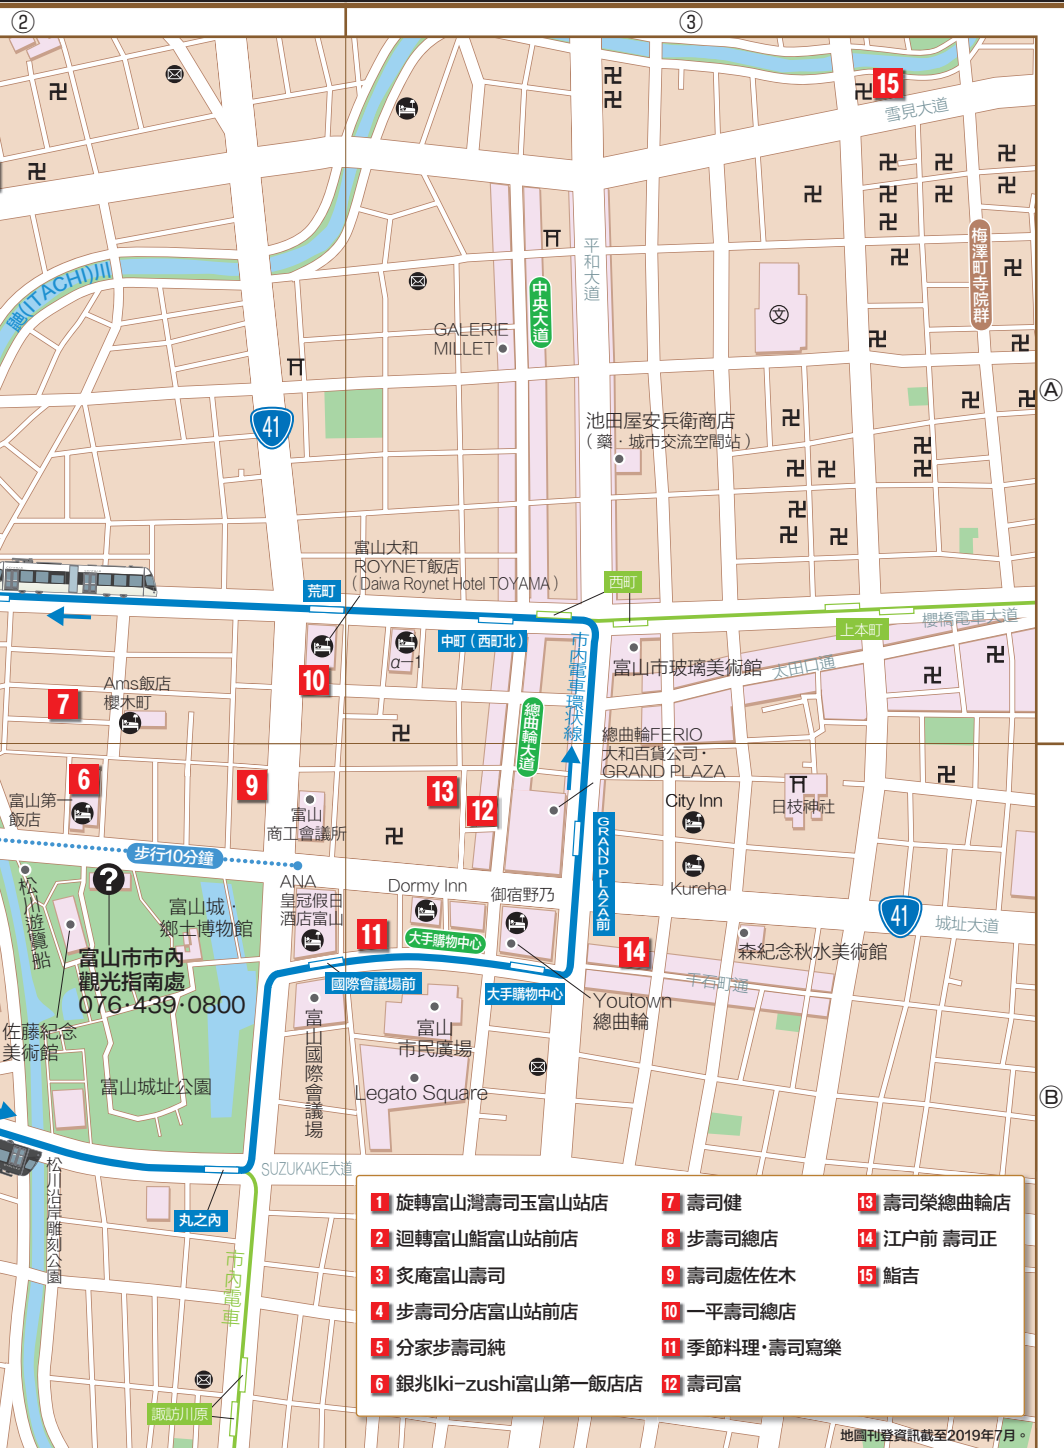 ②
③
15
雪見大道
梅澤町寺院群
平和大道
中央大道
鼬(ITACHI)川
GALERIE
MILLET
文
Ⓐ
41
池田屋安兵衛商店
（藥・城市交流空間站）
富山大和
ROYNET飯店
（Daiwa Roynet Hotel TOYAMA）
荒町
西町
中町（西町北）
上本町
櫻橋電車大道
市內電車環狀線
α-1
富山市玻璃美術館
太田口通
10
7
Ams飯店
櫻木町
總曲輪大道
總曲輪FERIO
大和百貨公司・
GRAND PLAZA
6
9
13
12
富山第一
飯店
富山
商工會議所
City Inn
日枝神社
GRAND PLAZA前
步行10分鐘
Kureha
?
松川遊覽船
富山城・
鄉土博物館
ANA
皇冠假日
酒店富山
Dormy Inn
御宿野乃
41
城址大道
11
大手購物中心
14
森紀念秋水美術館
富山市市內
觀光指南處
076・439・0800
國際會議場前
大手購物中心
千石町通
Youtown
總曲輪
佐藤紀念
美術館
富山國際會議場
富山
市民廣場
富山城址公園
Legato Square
Ⓑ
SUZUKAKE大道
松川沿岸雕刻公園
丸之內
市內電車
諏訪川原
1 旋轉富山灣壽司玉富山站店
2 迴轉富山鮨富山站前店
3 炙庵富山壽司
4 步壽司分店富山站前店
5 分家步壽司純
6 銀兆Iki-zushi富山第一飯店店
7 壽司健
8 步壽司總店
9 壽司處佐佐木
10 一平壽司總店
11 季節料理・壽司寫樂
12 壽司富
13 壽司榮總曲輪店
14 江戶前 壽司正
15 鮨吉
地圖刊登資訊截至2019年7月。